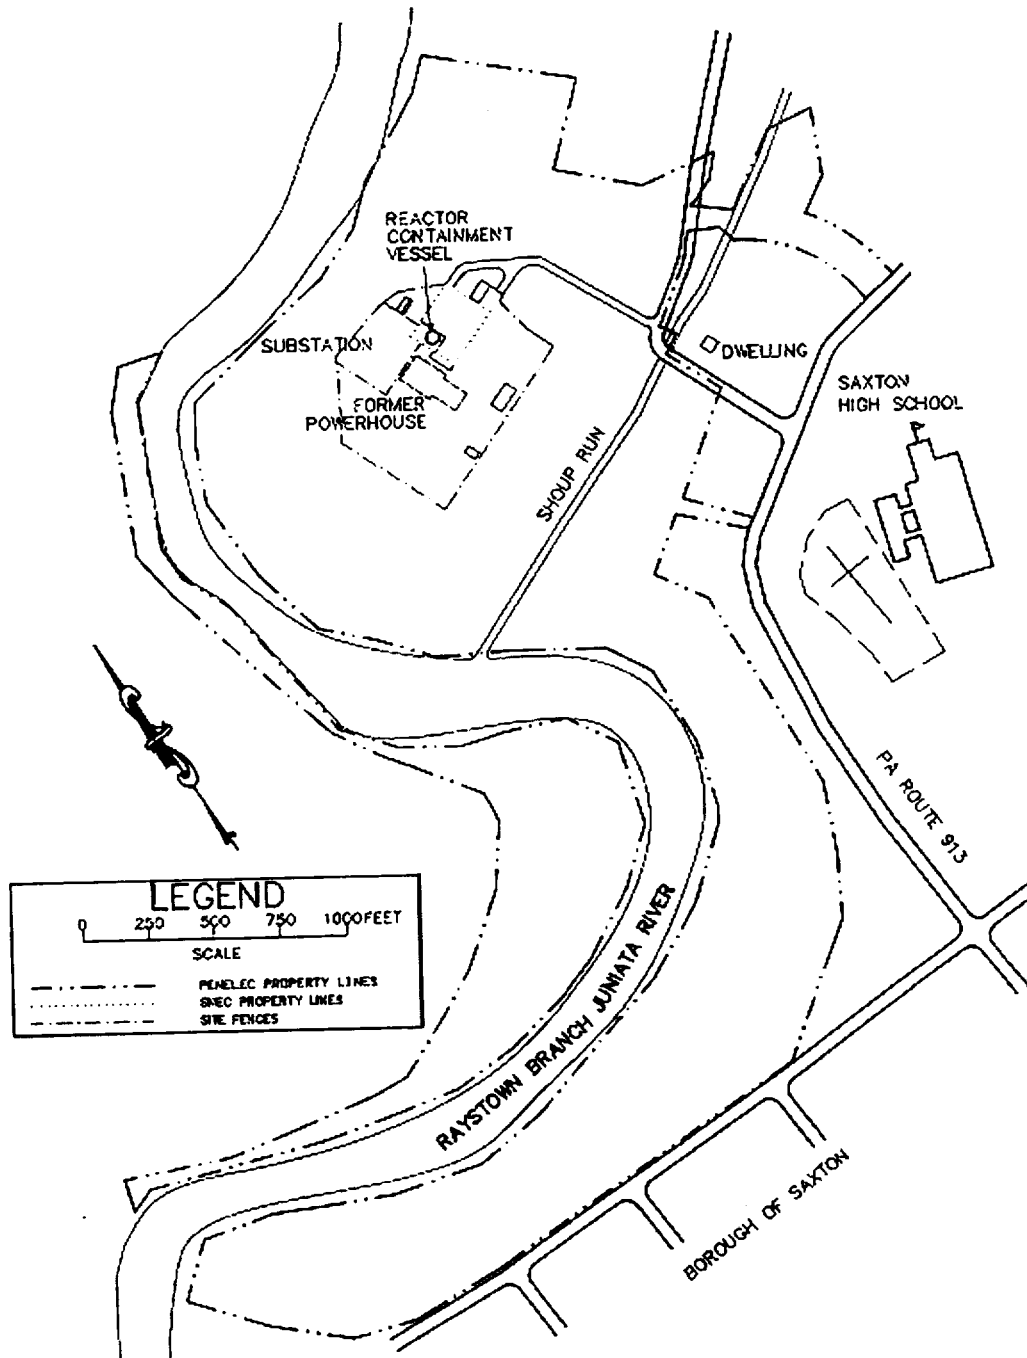 REACTOR
CONTAINMENT
VESSEL
SUBSTATION
FORMER
POWERHOUSE
DWELLING
SAXTON
HIGH SCHOOL
SHOUP RUN
PA ROUTE 913
LEGEND
0 250 500 750 1000FEET
SCALE
PENELEC PROPERTY LINES
SNEC PROPERTY LINES
SITE FENCES
RAYSTOWN BRANCH JUNIATA RIVER
BOROUGH OF SAXTON